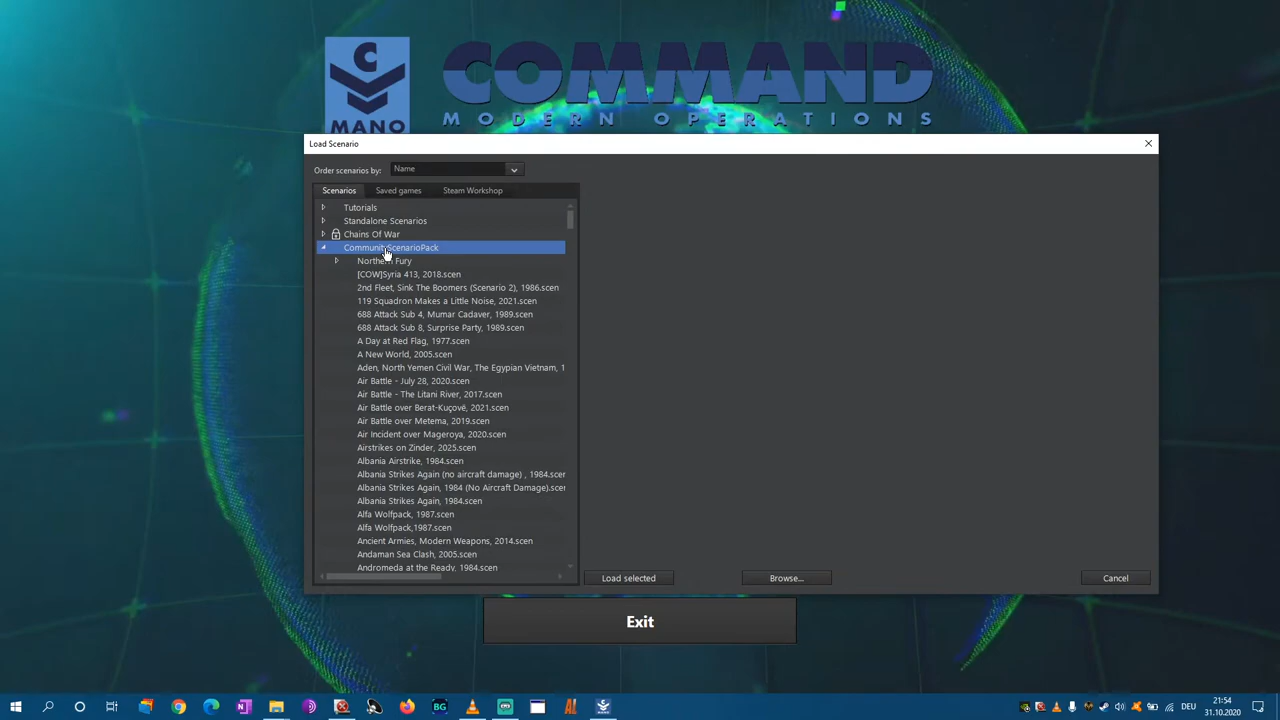 C
MANO
COMMAND
MODERN OPERATIONS
Load Scenario
Order scenarios by:
Name
Scenarios
Saved games
Steam Workshop
Tutorials
Standalone Scenarios
Chains Of War
CommunityScenarioPack
Northern Fury
[COW]Syria 413, 2018.scen
2nd Fleet, Sink The Boomers (Scenario 2), 1986.scen
119 Squadron Makes a Little Noise, 2021.scen
688 Attack Sub 4, Mumar Cadaver, 1989.scen
688 Attack Sub 8, Surprise Party, 1989.scen
A Day at Red Flag, 1977.scen
A New World, 2005.scen
Aden, North Yemen Civil War, The Egypian Vietnam, 1
Air Battle - July 28, 2020.scen
Air Battle - The Litani River, 2017.scen
Air Battle over Berat-Kuçovë, 2021.scen
Air Battle over Metema, 2019.scen
Air Incident over Mageroya, 2020.scen
Airstrikes on Zinder, 2025.scen
Albania Airstrike, 1984.scen
Albania Strikes Again (no aircraft damage) , 1984.scen
Albania Strikes Again, 1984 (No Aircraft Damage).scen
Albania Strikes Again, 1984.scen
Alfa Wolfpack, 1987.scen
Alfa Wolfpack,1987.scen
Ancient Armies, Modern Weapons, 2014.scen
Andaman Sea Clash, 2005.scen
Andromeda at the Ready, 1984.scen
Load selected
Browse...
Cancel
Exit
BG
DEU
21:54
31.10.2020